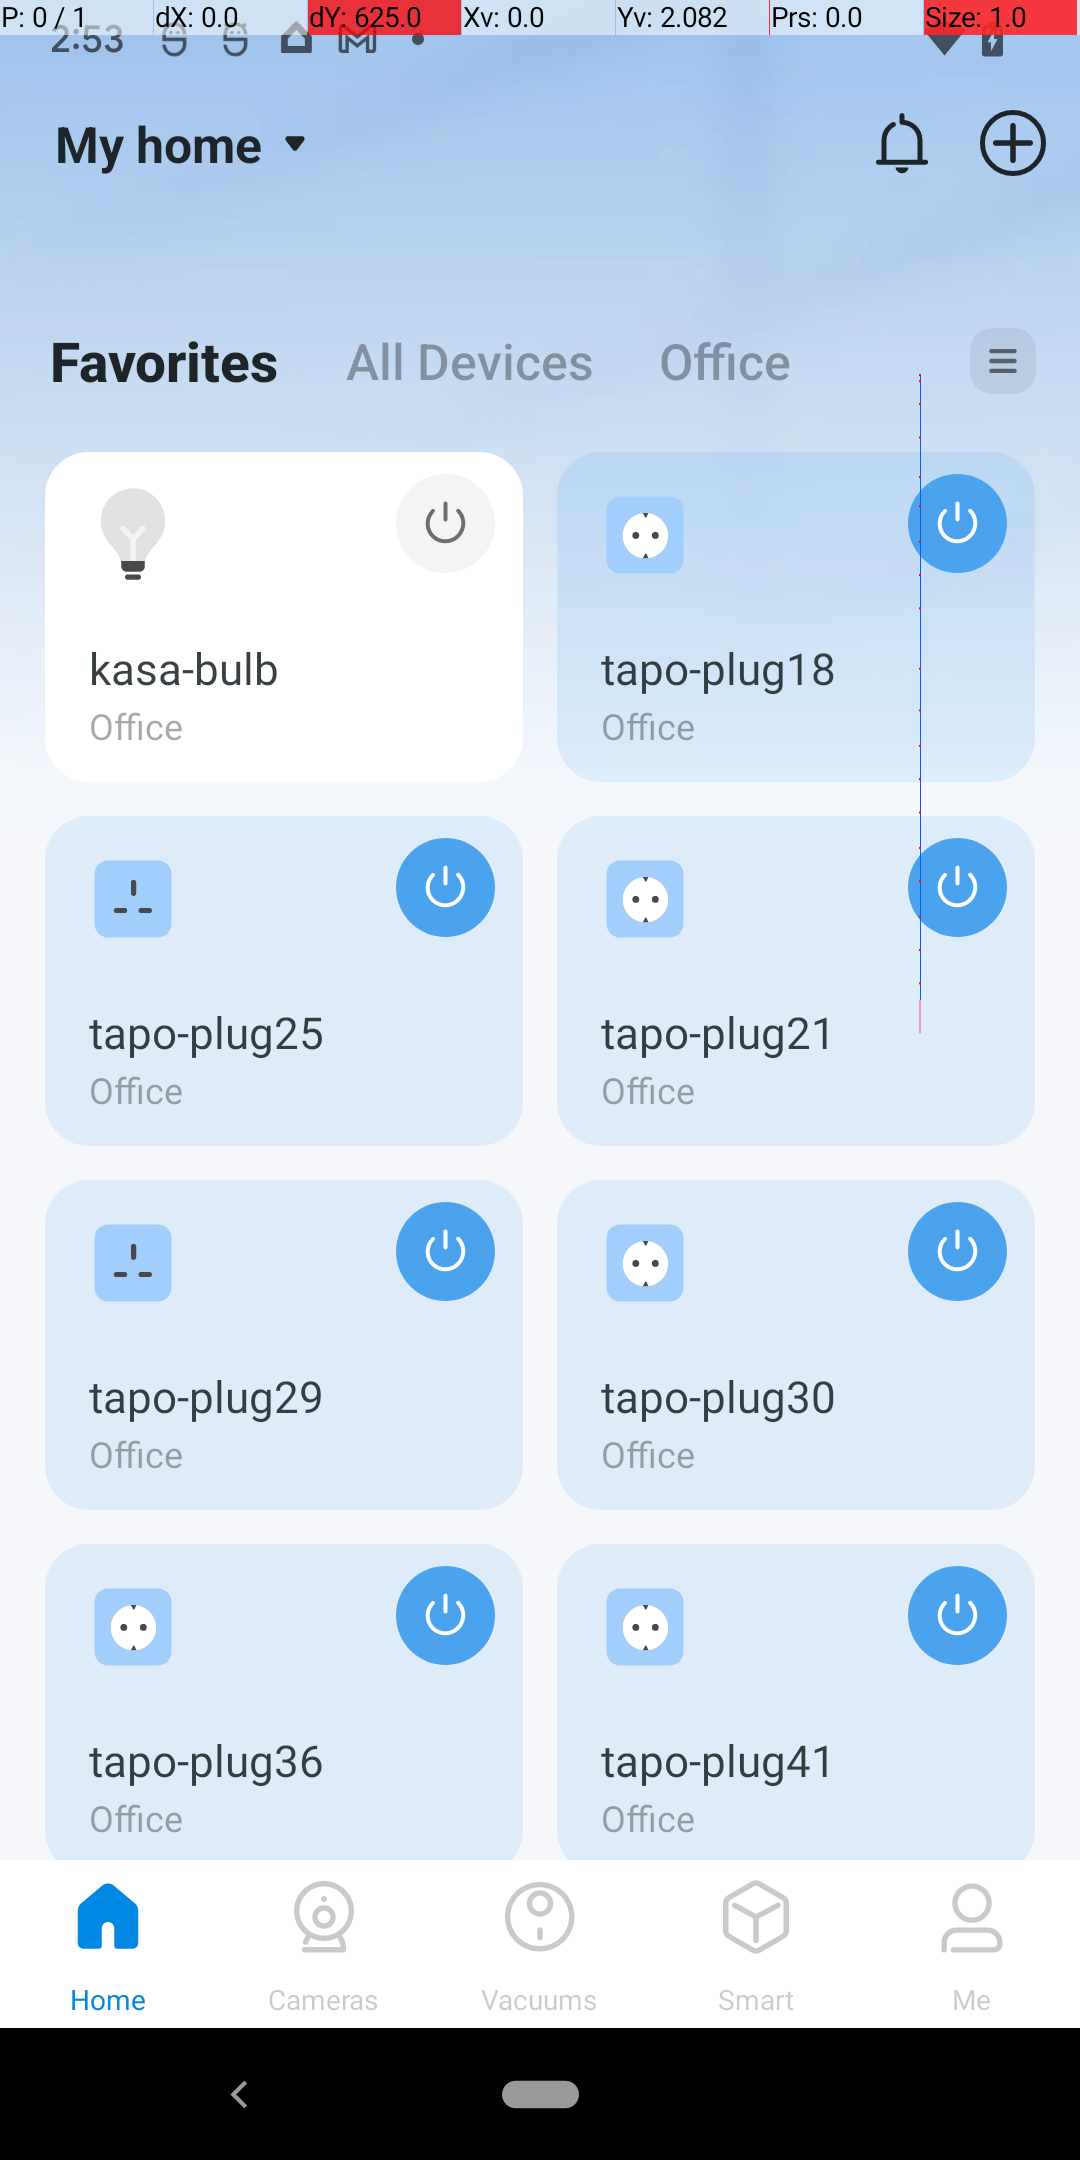 P: 0 / 1 dX: 0.0 dY: 625.0 Xv: 0.0 Yv: 2.082 Prs: 0.0 Size: 1.0
2:53
My home
Favorites All Devices Office
kasa-bulb
Office
tapo-plug18
Office
tapo-plug25
Office
tapo-plug21
Office
tapo-plug29
Office
tapo-plug30
Office
tapo-plug36
Office
tapo-plug41
Office
Home Cameras Vacuums Smart Me